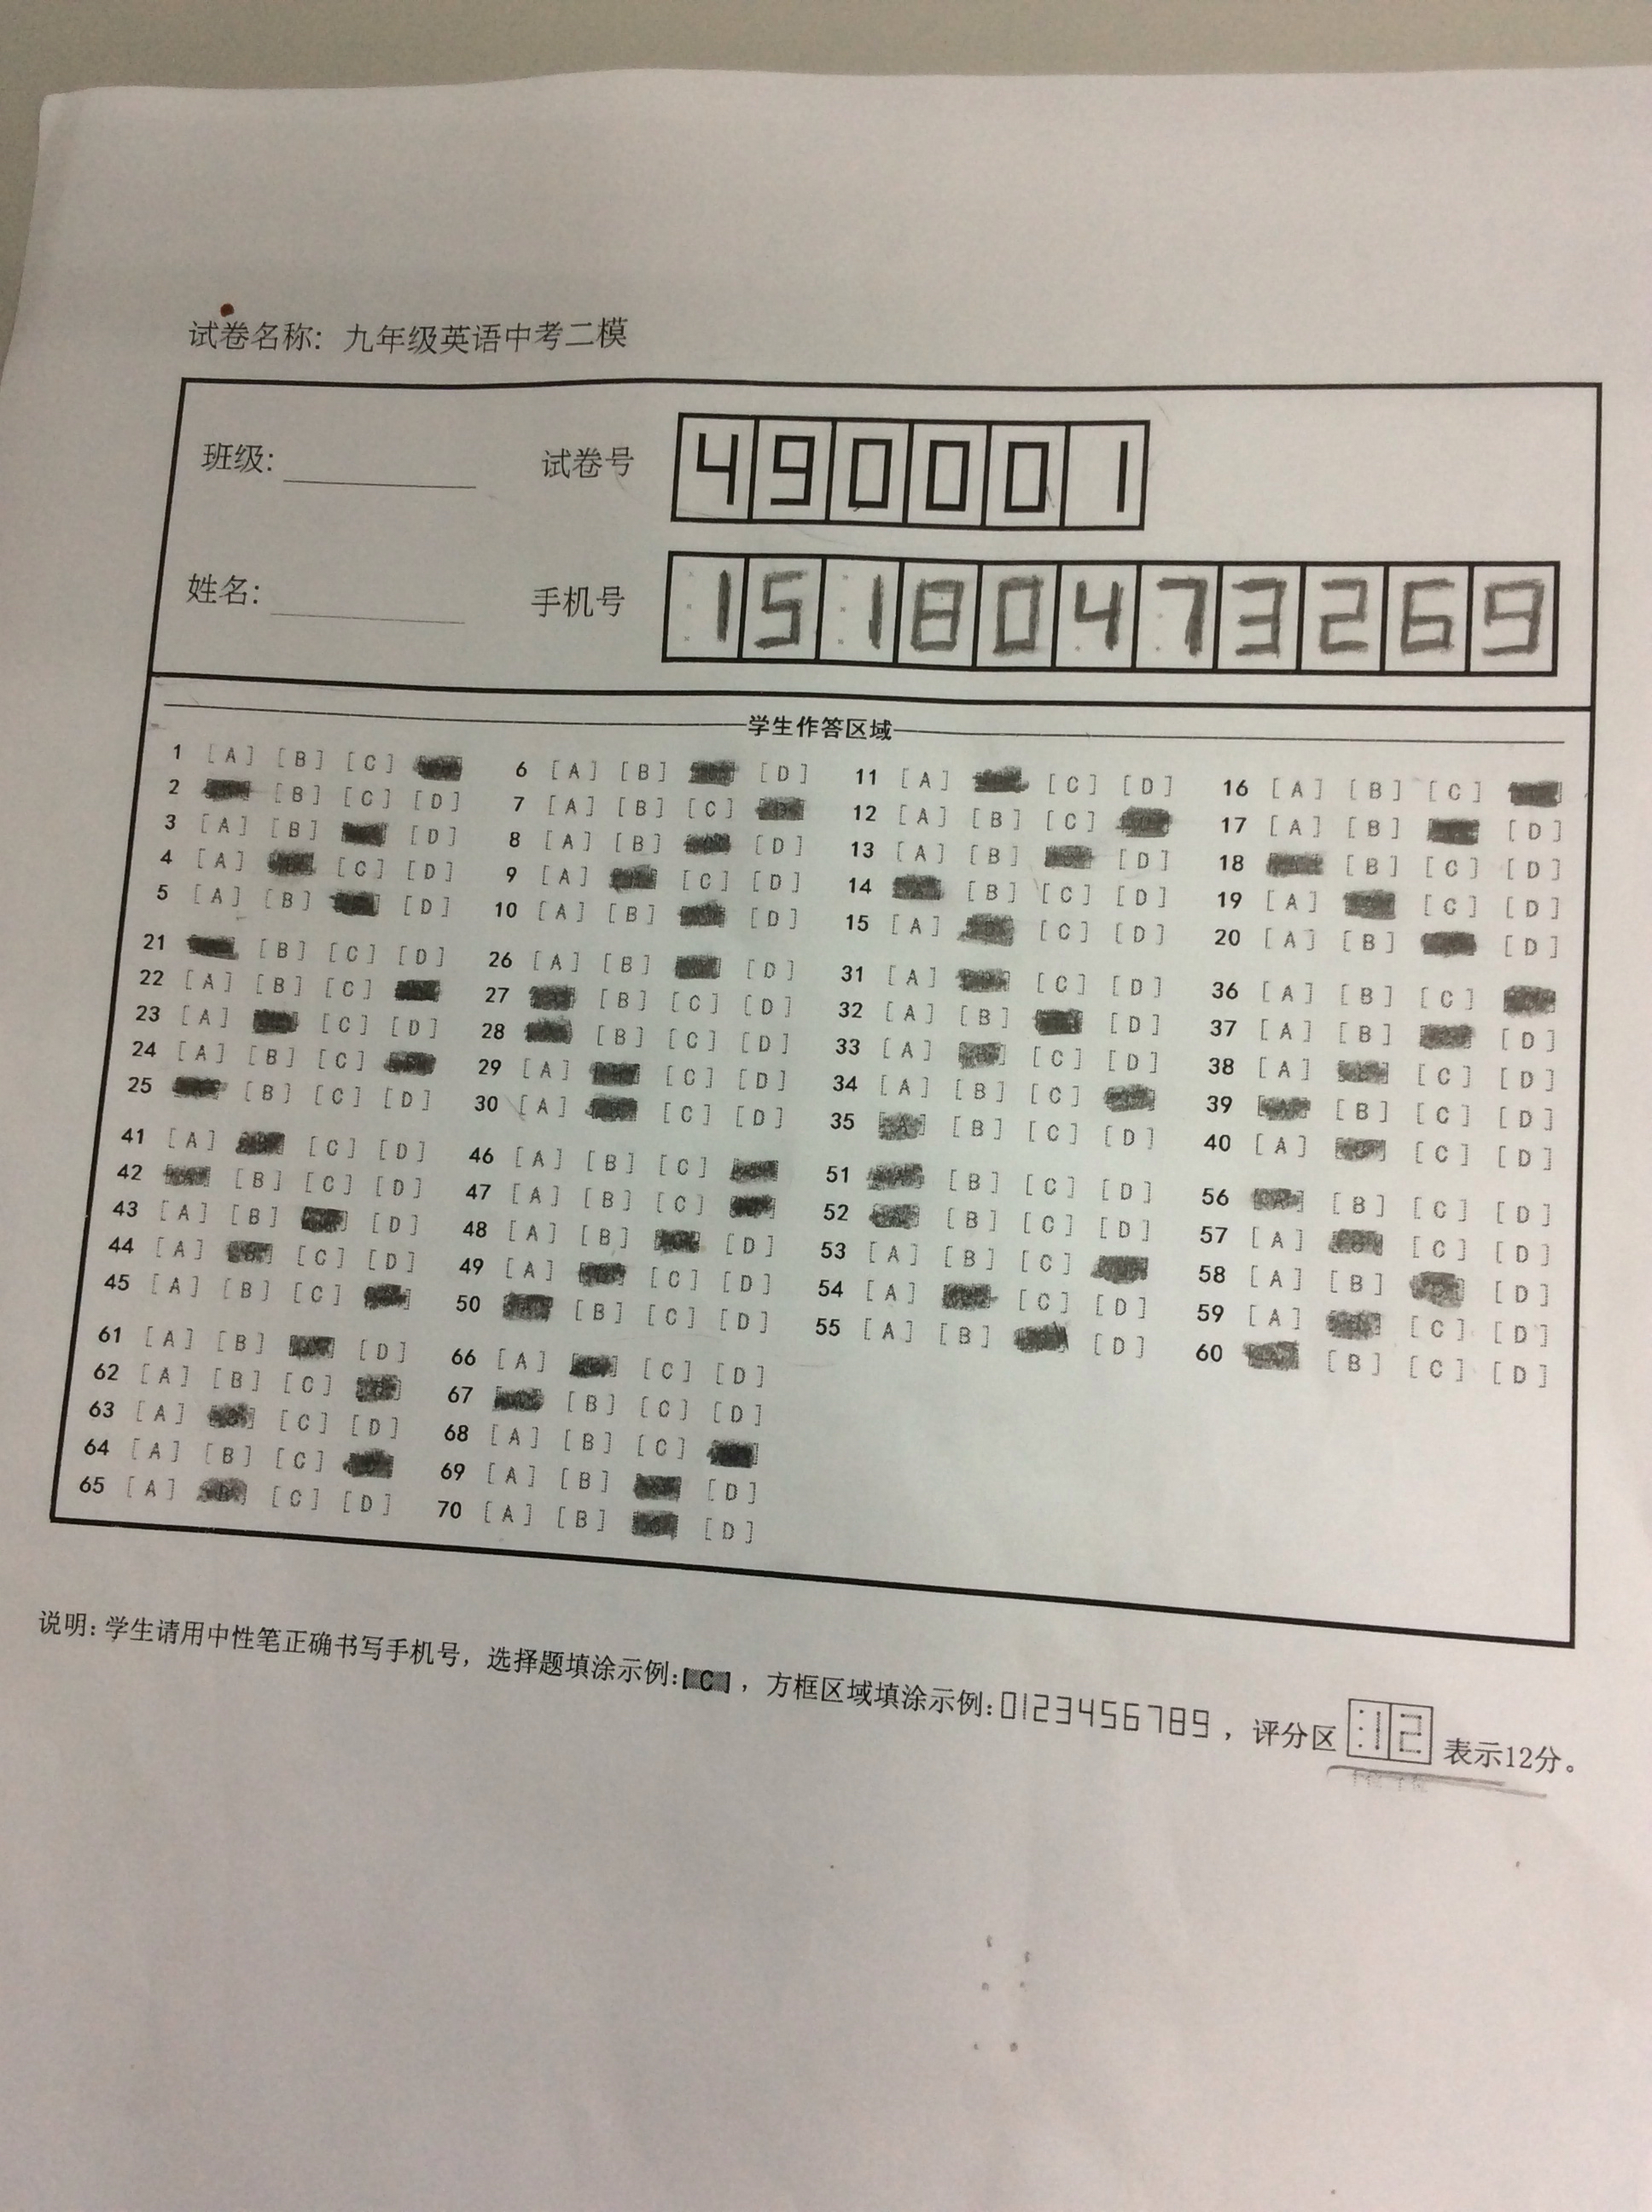 试卷名称: 九年级英语中考二模
班级: 试卷号 490001
姓名: 手机号 15180473269
学生作答区域
1 [A] [B] [C] 6 [A] [B] [D] 11 [A] [C] [D] 16 [A] [B] [C]
2 [B] [C] [D] 7 [A] [B] [C] 12 [A] [B] [C] 17 [A] [B] [D]
3 [A] [B] [D] 8 [A] [B] [D] 13 [A] [B] [D] 18 [B] [C] [D]
4 [A] [C] [D] 9 [A] [C] [D] 14 [B] [C] [D] 19 [A] [C] [D]
5 [A] [B] [D] 10 [A] [B] [D] 15 [A] [C] [D] 20 [A] [B] [D]
21 [B] [C] [D] 26 [A] [B] [D] 31 [A] [C] [D] 36 [A] [B] [C]
22 [A] [B] [C] 27 [B] [C] [D] 32 [A] [B] [D] 37 [A] [B] [D]
23 [A] [C] [D] 28 [B] [C] [D] 33 [A] [B] [C] [D] 38 [A] [C] [D]
24 [A] [B] [C] 29 [A] [C] [D] 34 [A] [B] [C] 39 [B] [C] [D]
25 [B] [C] [D] 30 [A] [C] [D] 35 [A] [B] [C] [D] 40 [A] [C] [D]
41 [A] [C] [D] 46 [A] [B] [C] 51 [B] [C] [D] 56 [B] [C] [D]
42 [B] [C] [D] 47 [A] [B] [C] 52 [B] [C] [D] 57 [A] [C] [D]
43 [A] [B] [D] 48 [A] [B] [D] 53 [A] [B] [C] 58 [A] [B] [D]
44 [A] [C] [D] 49 [A] [C] [D] 54 [A] [C] [D] 59 [A] [C] [D]
45 [A] [B] [C] 50 [B] [C] [D] 55 [A] [B] [D] 60 [B] [C] [D]
61 [A] [B] [D] 66 [A] [C] [D]
62 [A] [B] [C] 67 [B] [C] [D]
63 [A] [C] [D] 68 [A] [B] [C]
64 [A] [B] [C] 69 [A] [B] [D]
65 [A] [C] [D] 70 [A] [B] [D]
说明: 学生请用中性笔正确书写手机号，选择题填涂示例:[C]，方框区域填涂示例:0123456789，评分区 12 表示12分。